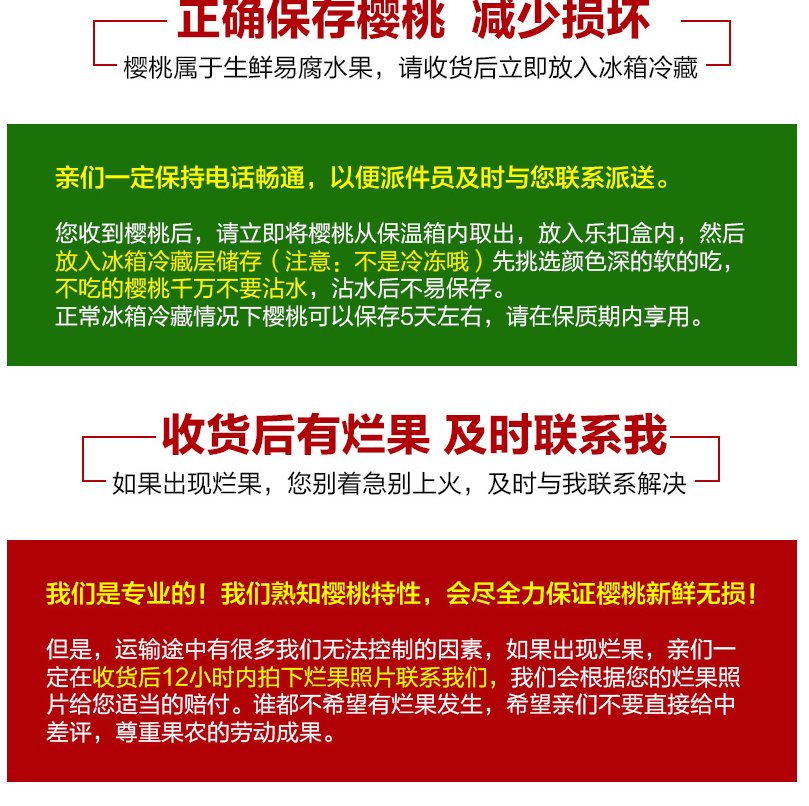 正确保存樱桃 减少损坏
樱桃属于生鲜易腐水果，请收货后立即放入冰箱冷藏
亲们一定保持电话畅通，以便派件员及时与您联系派送。
您收到樱桃后，请立即将樱桃从保温箱内取出，放入乐扣盒内，然后
放入冰箱冷藏层储存（注意：不是冷冻哦）先挑选颜色深的软的吃，
不吃的樱桃千万不要沾水，沾水后不易保存。
正常冰箱冷藏情况下樱桃可以保存5天左右，请在保质期内享用。
收货后有烂果 及时联系我
如果出现烂果，您别着急别上火，及时与我联系解决
我们是专业的！我们熟知樱桃特性，会尽全力保证樱桃新鲜无损！
但是，运输途中有很多我们无法控制的因素，如果出现烂果，亲们一
定在收货后12小时内拍下烂果照片联系我们，我们会根据您的烂果照
片给您适当的赔付。谁都不希望有烂果发生，希望亲们不要直接给中
差评，尊重果农的劳动成果。